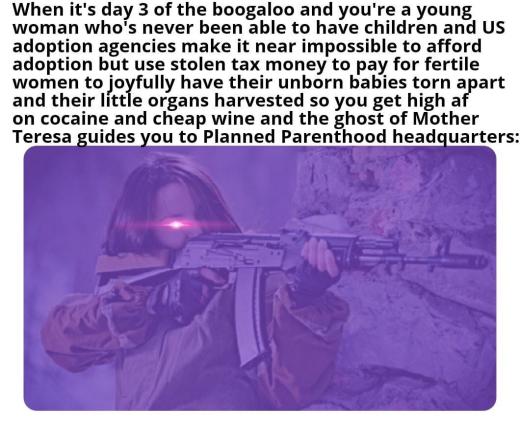 When it's day 3 of the boogaloo and you're a young
woman who's never been able to have children and US
adoption agencies make it near impossible to afford
adoption but use stolen tax money to pay for fertile
women to joyfully have their unborn babies torn apart
and their little organs harvested so you get high af
on cocaine and cheap wine and the ghost of Mother
Teresa guides you to Planned Parenthood headquarters: